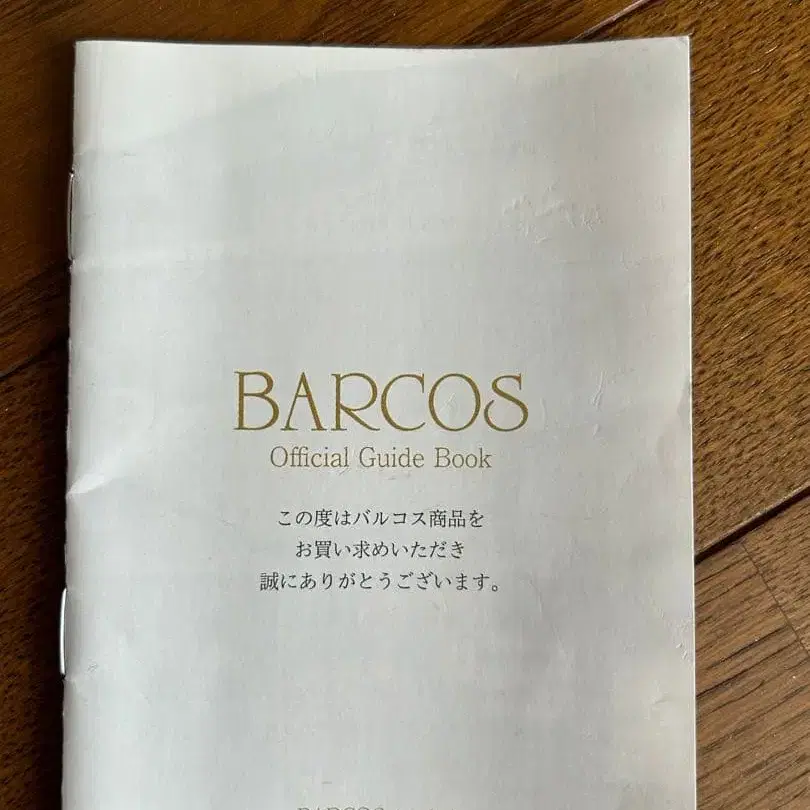 BARCOS
Official Guide Book
この度はバルコス商品を
お買い求めいただき
誠にありがとうございます。